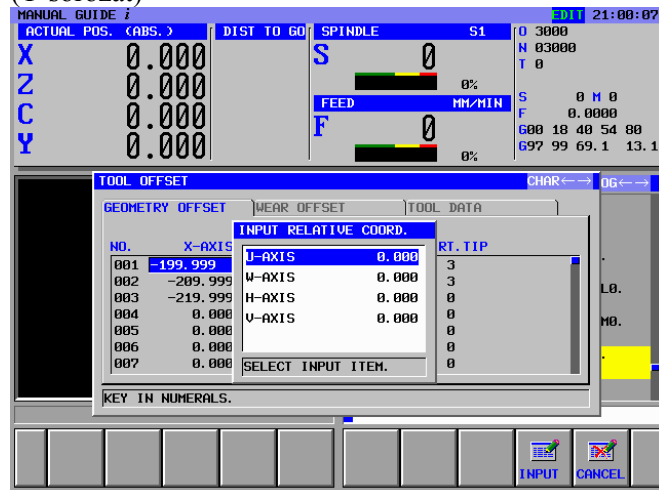 (T sorozat)
MANUAL GUIDE i EDIT 21:00:07
ACTUAL POS. (ABS.) DIST TO GO SPINDLE S1 O 3000
N 03000
X 0.000 S 0 T 0
Z 0.000 0% S 0 M 0
C 0.000 FEED MM/MIN F 0.0000
Y 0.000 F 0 G00 18 40 54 80
0% G97 99 69.1 13.1
TOOL OFFSET CHAR←→ OG←→
GEOMETRY OFFSET WEAR OFFSET TOOL DATA
INPUT RELATIVE COORD.
NO. X-AXIS RT.TIP
U-AXIS 0.000
W-AXIS 0.000
H-AXIS 0.000
V-AXIS 0.000
SELECT INPUT ITEM.
001 -199.999 3
002 -209.999 3
003 -219.999 0
004 0.000 0
005 0.000 0
006 0.000 0
007 0.000 0
L0.
M0.
KEY IN NUMERALS.
INPUT CANCEL